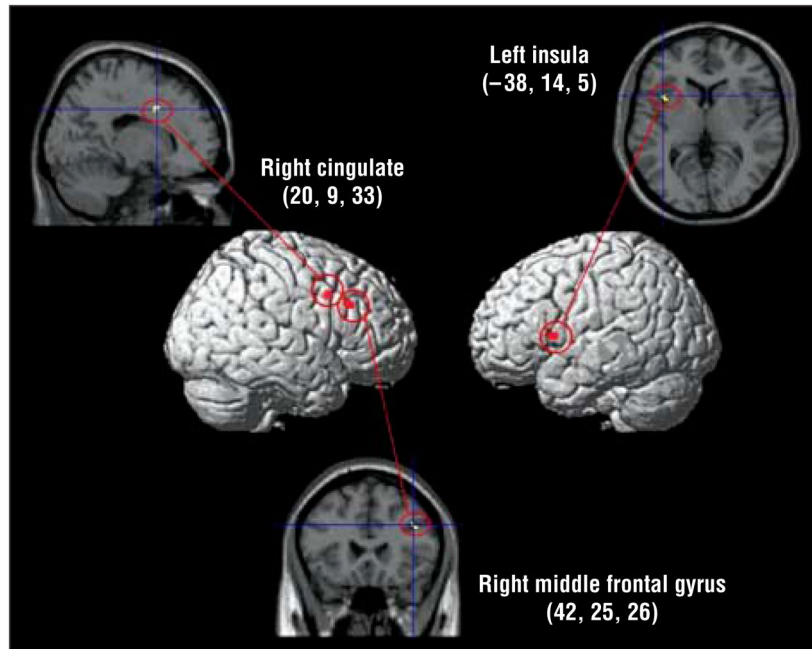 Left insula
(−38, 14, 5)
Right cingulate
(20, 9, 33)
Right middle frontal gyrus
(42, 25, 26)